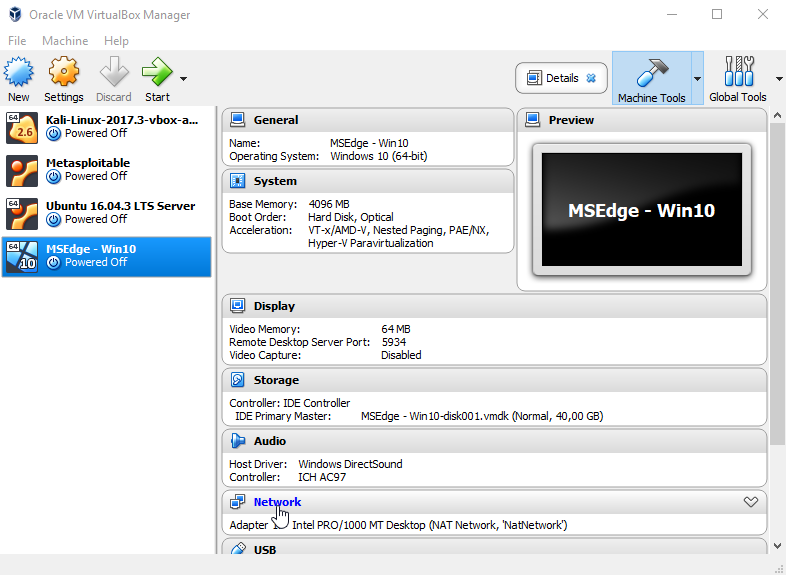 Oracle VM VirtualBox Manager
File Machine Help
New Settings Discard Start Details Machine Tools Global Tools
64 2.6 Kali-Linux-2017.3-vbox-a...
Powered Off
Metasploitable
Powered Off
64 Ubuntu 16.04.3 LTS Server
Powered Off
64 10 MSEdge - Win10
Powered Off
General
Name: MSEdge - Win10
Operating System: Windows 10 (64-bit)
System
Base Memory: 4096 MB
Boot Order: Hard Disk, Optical
Acceleration: VT-x/AMD-V, Nested Paging, PAE/NX,
Hyper-V Paravirtualization
Preview
MSEdge - Win10
Display
Video Memory: 64 MB
Remote Desktop Server Port: 5934
Video Capture: Disabled
Storage
Controller: IDE Controller
IDE Primary Master: MSEdge - Win10-disk001.vmdk (Normal, 40,00 GB)
Audio
Host Driver: Windows DirectSound
Controller: ICH AC97
Network
Adapter Intel PRO/1000 MT Desktop (NAT Network, 'NatNetwork')
USB